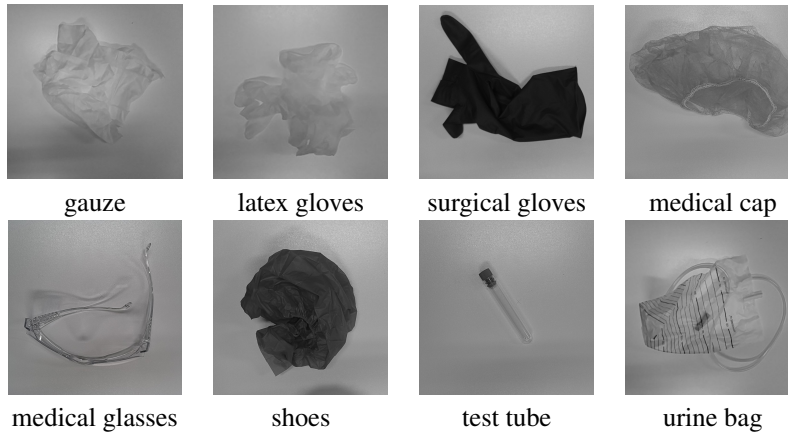 gauze
latex gloves
surgical gloves
medical cap
medical glasses
shoes
test tube
urine bag